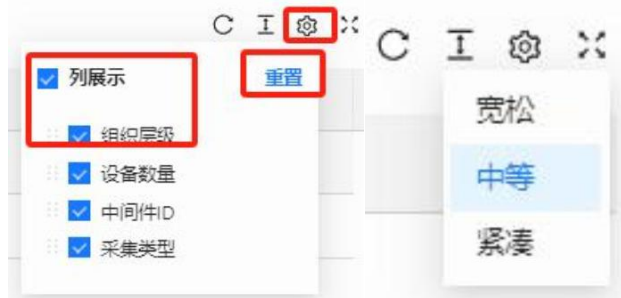 列展示 重置
组织层级
设备数量
中间件ID
采集类型
宽松
中等
紧凑